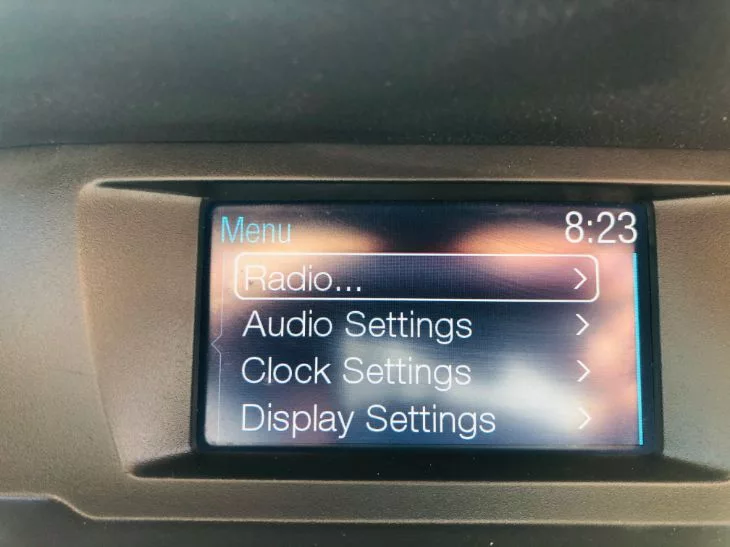 Menu 8:23
Radio...
Audio Settings
Clock Settings
Display Settings